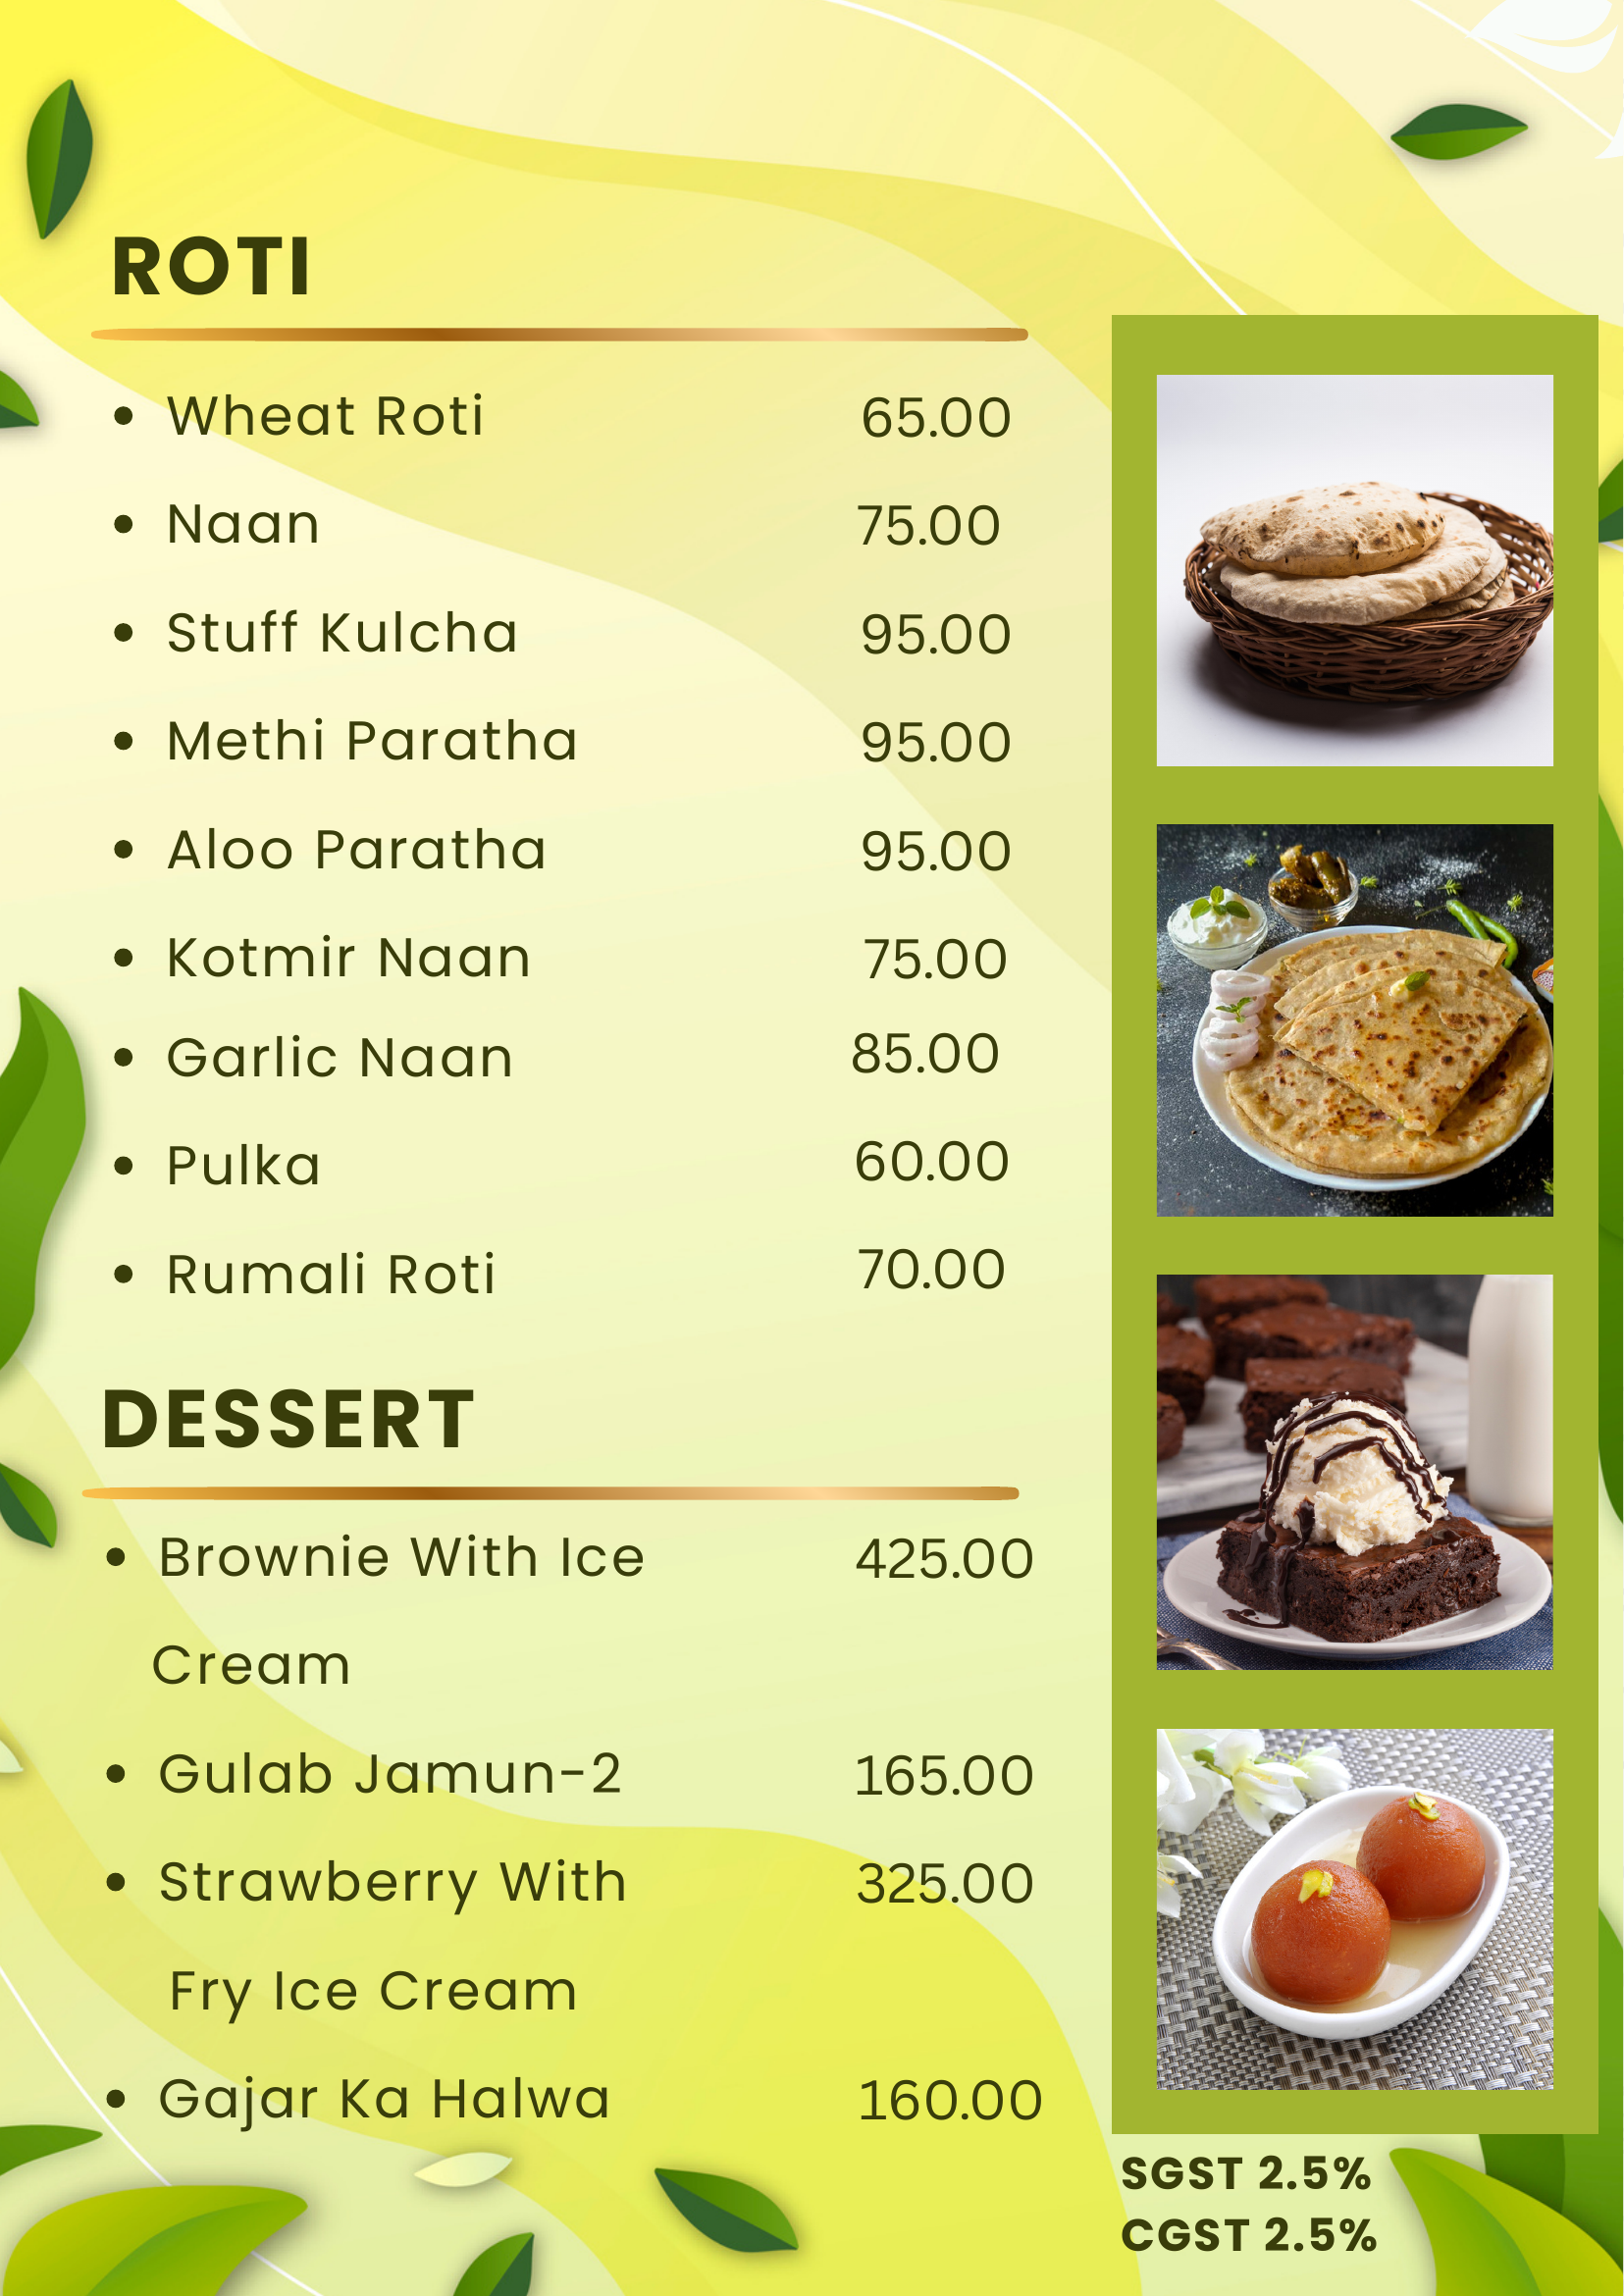 ROTI
Wheat Roti 65.00
Naan 75.00
Stuff Kulcha 95.00
Methi Paratha 95.00
Aloo Paratha 95.00
Kotmir Naan 75.00
Garlic Naan 85.00
Pulka 60.00
Rumali Roti 70.00
DESSERT
Brownie With Ice 425.00
Cream
Gulab Jamun-2 165.00
Strawberry With 325.00
Fry Ice Cream
Gajar Ka Halwa 160.00
SGST 2.5%
CGST 2.5%